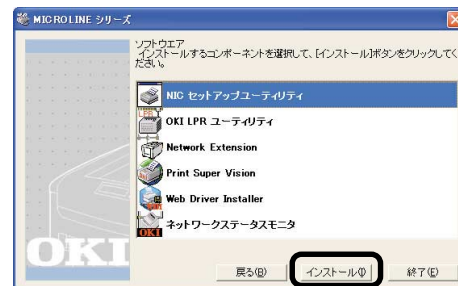 MICROLINE シリーズ
ソフトウエア
インストールするコンポーネントを選択して、[インストール]ボタンをクリックしてく
ださい。
NIC セットアップユーティリティ
LPR
OKI LPR ユーティリティ
Network Extension
Print Super Vision
Web Driver Installer
OKI
ネットワークステータスモニタ
OKI
戻る(B)
インストール(I)
終了(E)